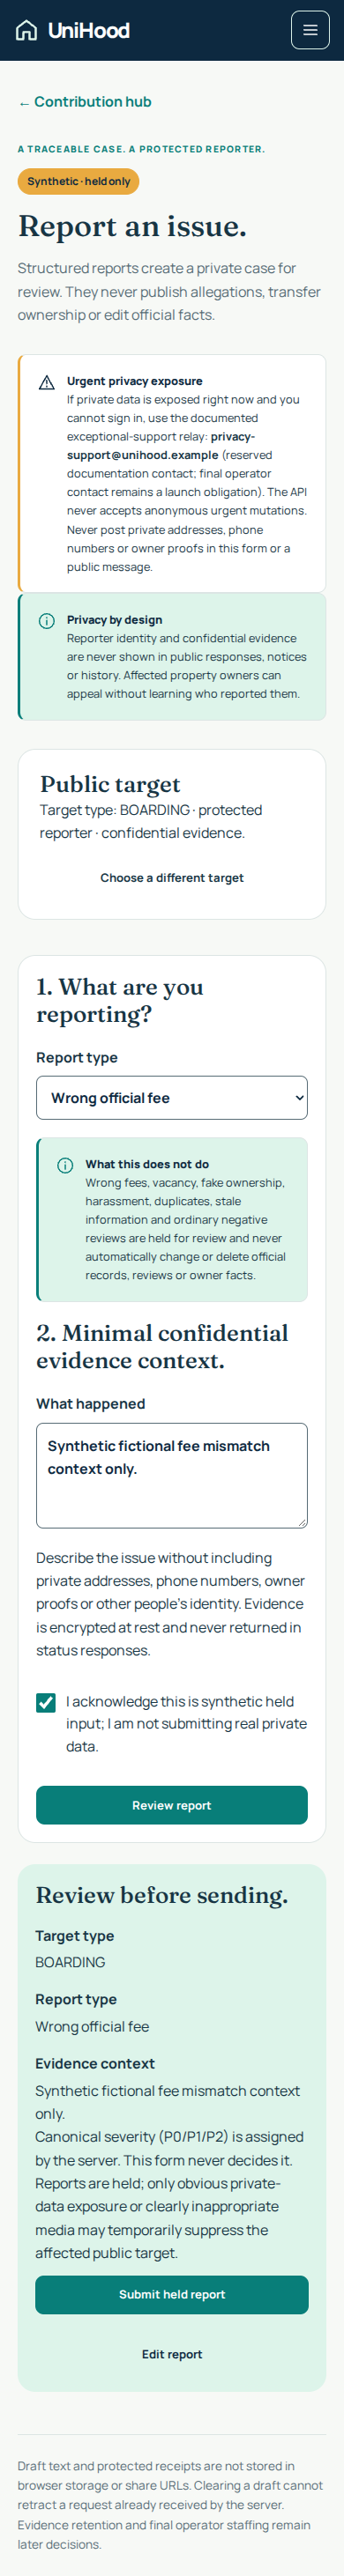 UniHood
← Contribution hub
A TRACEABLE CASE. A PROTECTED REPORTER.
Synthetic · held only
Report an issue.
Structured reports create a private case for
review. They never publish allegations, transfer
ownership or edit official facts.
Urgent privacy exposure
If private data is exposed right now and you
cannot sign in, use the documented
exceptional-support relay: privacy-
support@unihood.example (reserved
documentation contact; final operator
contact remains a launch obligation). The API
never accepts anonymous urgent mutations.
Never post private addresses, phone
numbers or owner proofs in this form or a
public message.
Privacy by design
Reporter identity and confidential evidence
are never shown in public responses, notices
or history. Affected property owners can
appeal without learning who reported them.
Public target
Target type: BOARDING · protected
reporter · confidential evidence.
Choose a different target
1. What are you
reporting?
Report type
Wrong official fee
What this does not do
Wrong fees, vacancy, fake ownership,
harassment, duplicates, stale
information and ordinary negative
reviews are held for review and never
automatically change or delete official
records, reviews or owner facts.
2. Minimal confidential
evidence context.
What happened
Synthetic fictional fee mismatch
context only.
Describe the issue without including
private addresses, phone numbers, owner
proofs or other people's identity. Evidence
is encrypted at rest and never returned in
status responses.
I acknowledge this is synthetic held
input; I am not submitting real private
data.
Review report
Review before sending.
Target type
BOARDING
Report type
Wrong official fee
Evidence context
Synthetic fictional fee mismatch context
only.
Canonical severity (P0/P1/P2) is assigned
by the server. This form never decides it.
Reports are held; only obvious private-
data exposure or clearly inappropriate
media may temporarily suppress the
affected public target.
Submit held report
Edit report
Draft text and protected receipts are not stored in
browser storage or share URLs. Clearing a draft cannot
retract a request already received by the server.
Evidence retention and final operator staffing remain
later decisions.